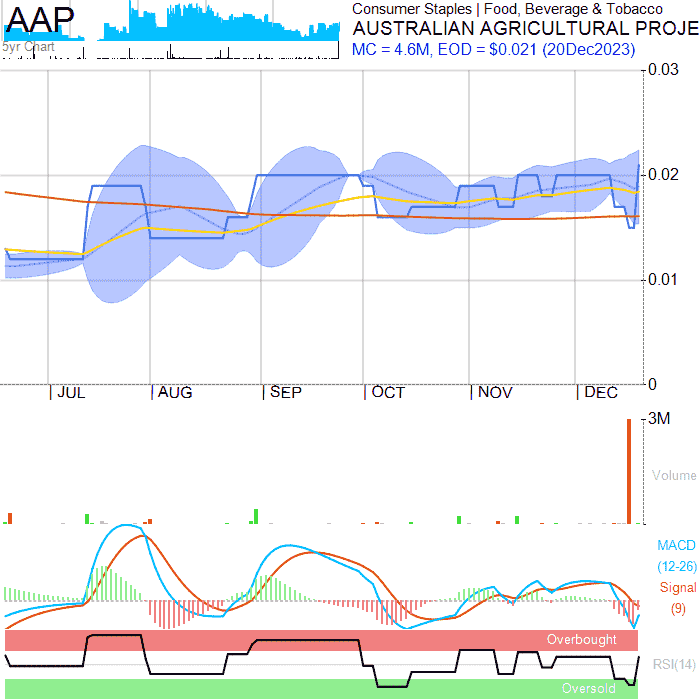 AAP
5yr Chart
Consumer Staples | Food, Beverage & Tobacco
AUSTRALIAN AGRICULTURAL PROJE
MC = 4.6M, EOD = $0.021 (20Dec2023)
0.03
0.02
0.01
0
JUL AUG SEP OCT NOV DEC
3M
Volume
MACD
(12-26)
Signal
(9)
Overbought
RSI(14)
Oversold